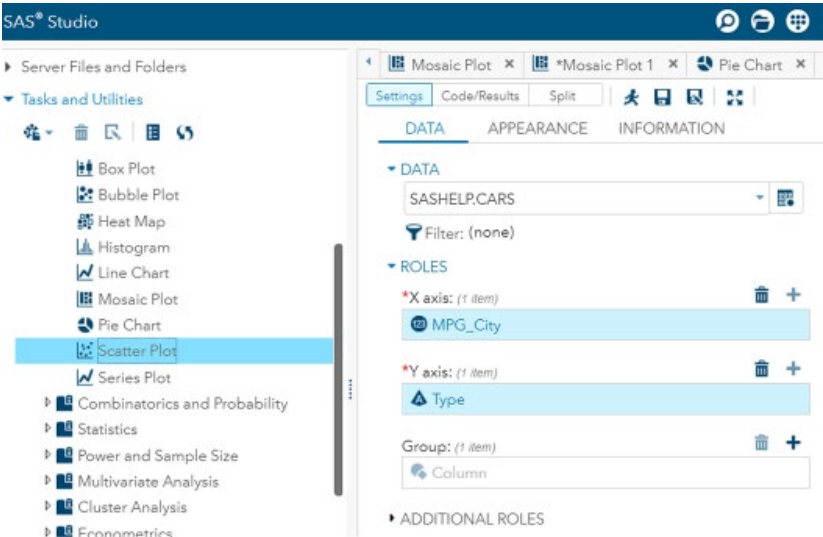 SAS® Studio
Server Files and Folders
Tasks and Utilities
Box Plot
Bubble Plot
Heat Map
Histogram
Line Chart
Mosaic Plot
Pie Chart
Scatter Plot
Series Plot
Combinatorics and Probability
Statistics
Power and Sample Size
Multivariate Analysis
Cluster Analysis
Econometrics
Mosaic Plot × *Mosaic Plot 1 × Pie Chart ×
Settings Code/Results Split
DATA APPEARANCE INFORMATION
DATA
SASHELP.CARS
Filter: (none)
ROLES
*X axis: (1 item)
123 MPG_City
*Y axis: (1 item)
Type
Group: (1 item)
Column
ADDITIONAL ROLES